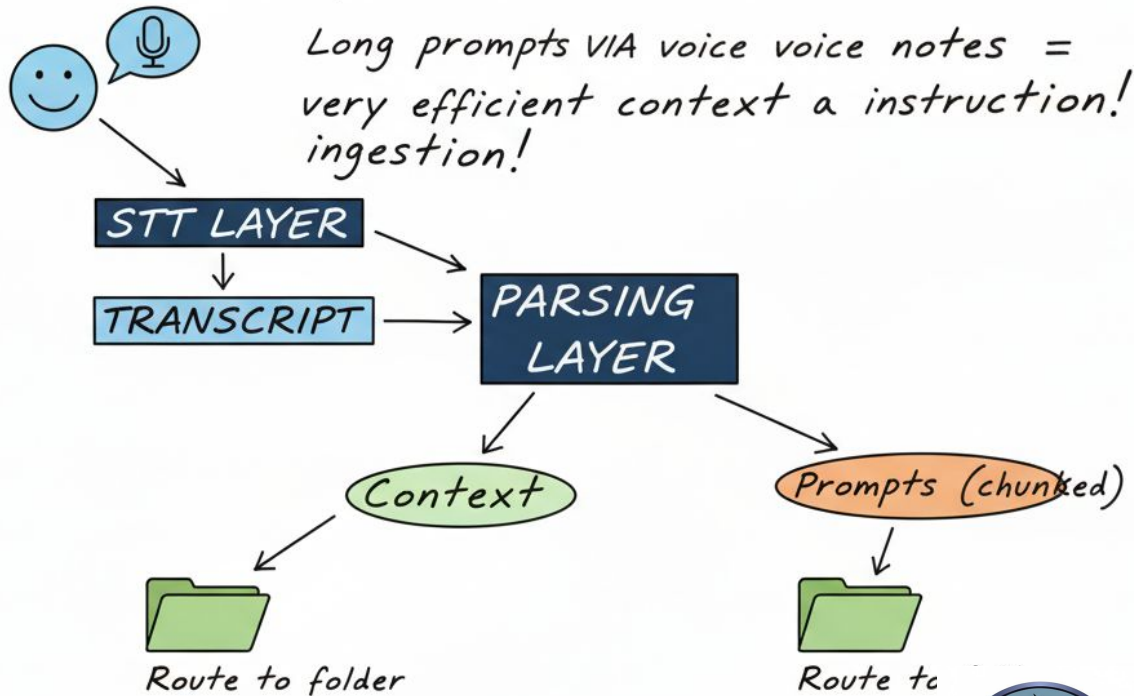 Long prompts VIA voice voice notes =
very efficient context a instruction!
ingestion!
STT LAYER
TRANSCRIPT
PARSING
LAYER
Context
Prompts (chunked)
Route to folder
Route to